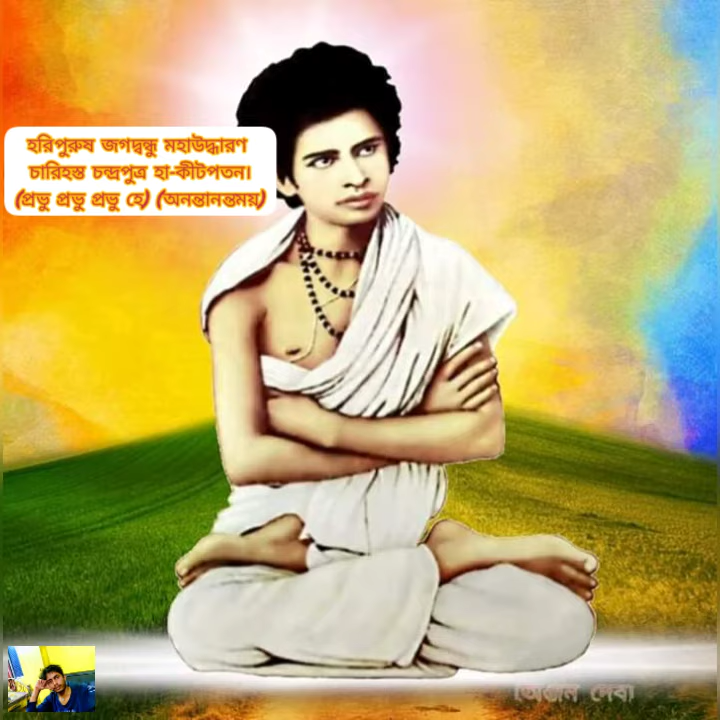 হরিপুরুষ জগদ্বন্ধু মহাউদ্ধারণ
চারিহস্ত চন্দ্রপুত্র হা-কীটপতন।
(প্রভু প্রভু প্রভু হে) (অনন্তানন্তময়)
দেবা